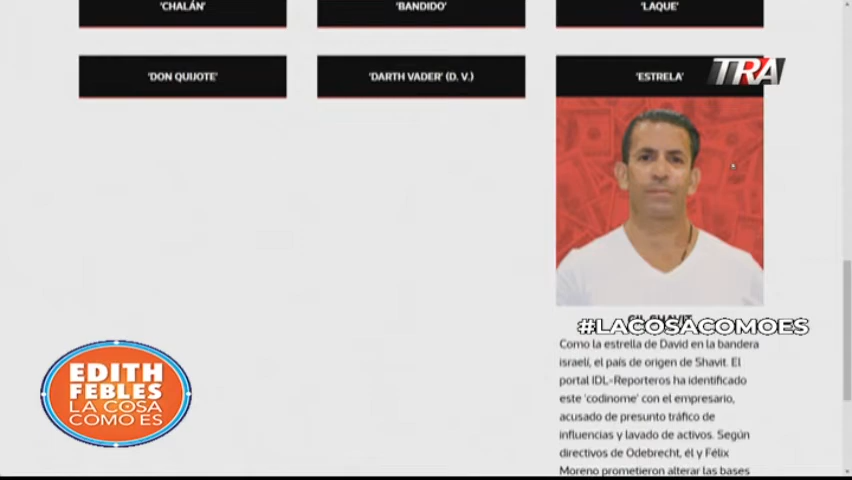 'CHALÁN'
'BANDIDO'
'LAQUE'
'DON QUIJOTE'
'DARTH VADER' (D. V.)
'ESTRELA'
TRA
#LACOSACOMOES
Como la estrella de David en la bandera
israelí, el país de origen de Shavit. El
portal IDL-Reporteros ha identificado
este 'codinome' con el empresario,
acusado de presunto tráfico de
influencias y lavado de activos. Según
directivos de Odebrecht, él y Félix
Moreno prometieron alterar las bases
EDITH
FEBLES
LA COSA
COMO ES